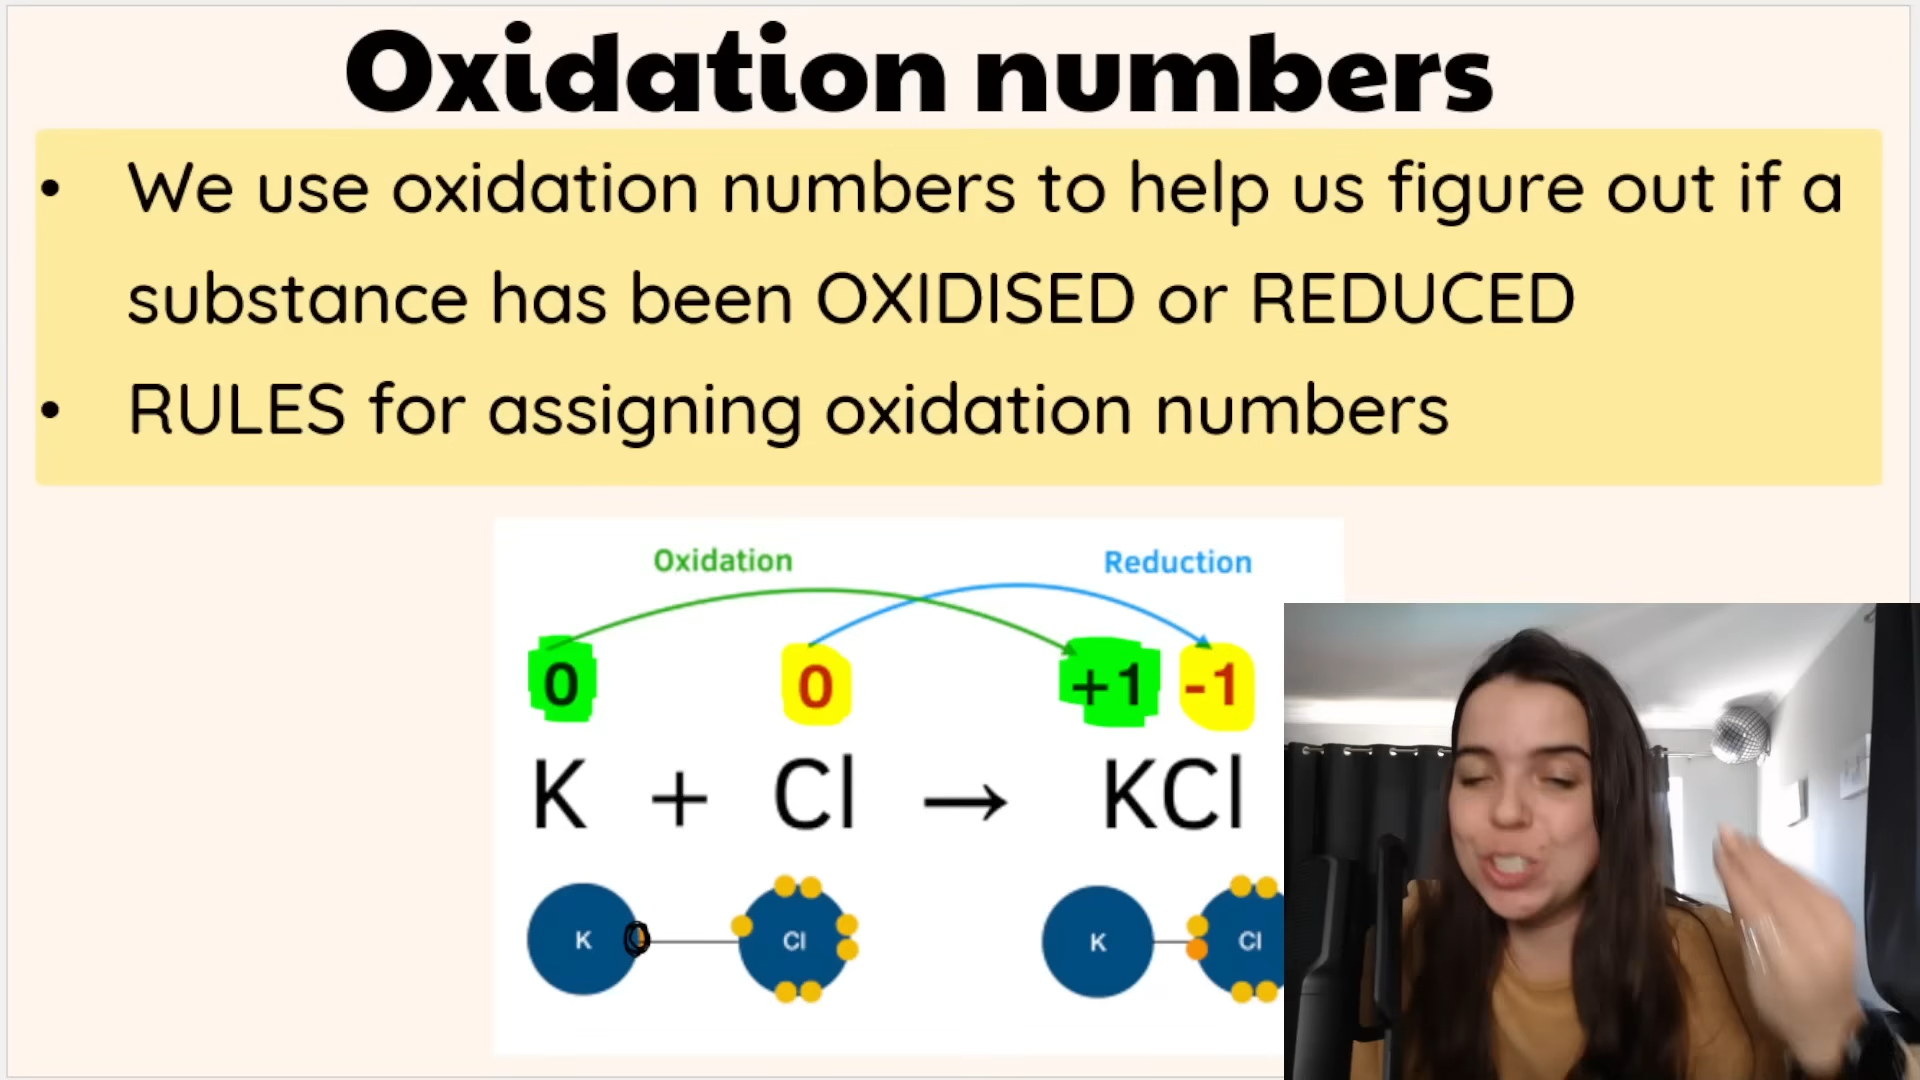 Oxidation numbers
• We use oxidation numbers to help us figure out if a
substance has been OXIDISED or REDUCED
• RULES for assigning oxidation numbers
Oxidation Reduction
0 0 +1 -1
K + Cl → KCl
K Cl K Cl